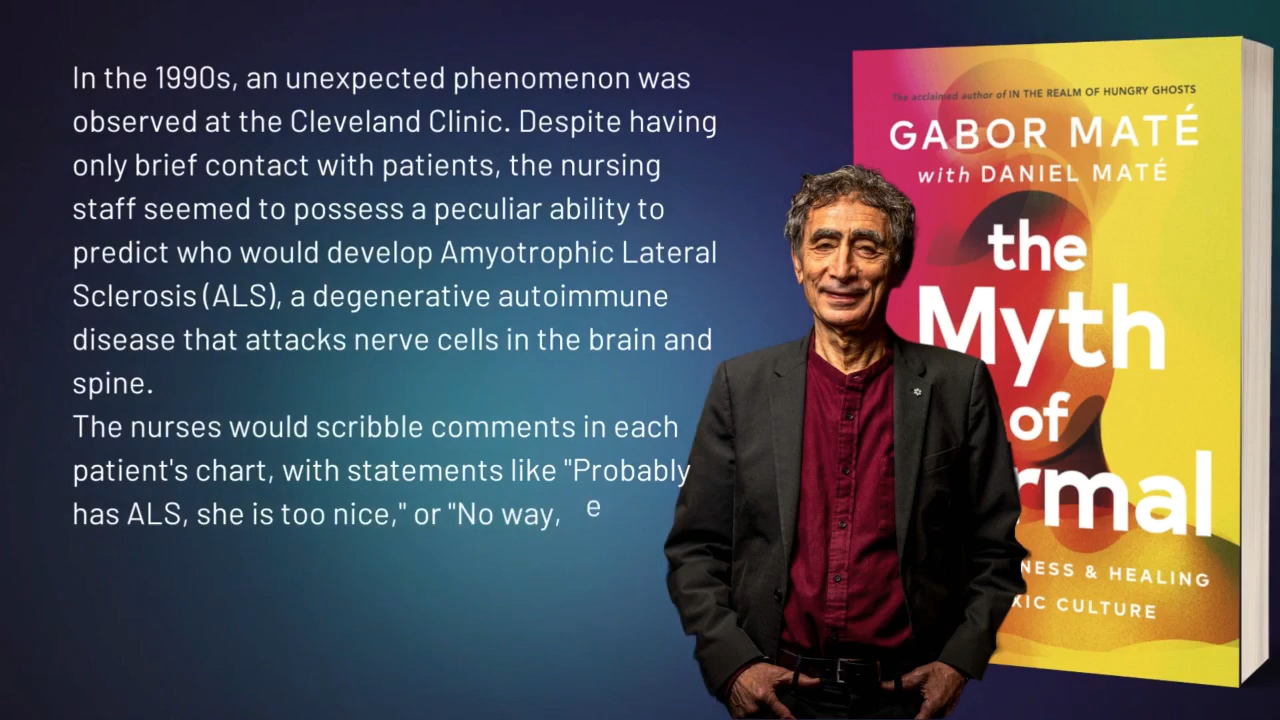 In the 1990s, an unexpected phenomenon was
observed at the Cleveland Clinic. Despite having
only brief contact with patients, the nursing
staff seemed to possess a peculiar ability to
predict who would develop Amyotrophic Lateral
Sclerosis (ALS), a degenerative autoimmune
disease that attacks nerve cells in the brain and
spine.
The nurses would scribble comments in each
patient's chart, with statements like "Probably
has ALS, she is too nice," or "No way, e
The acclaimed author of IN THE REALM OF HUNGRY GHOSTS
GABOR MATÉ
with DANIEL MATÉ
the
Myth
of
rmal
NESS & HEALING
XIC CULTURE